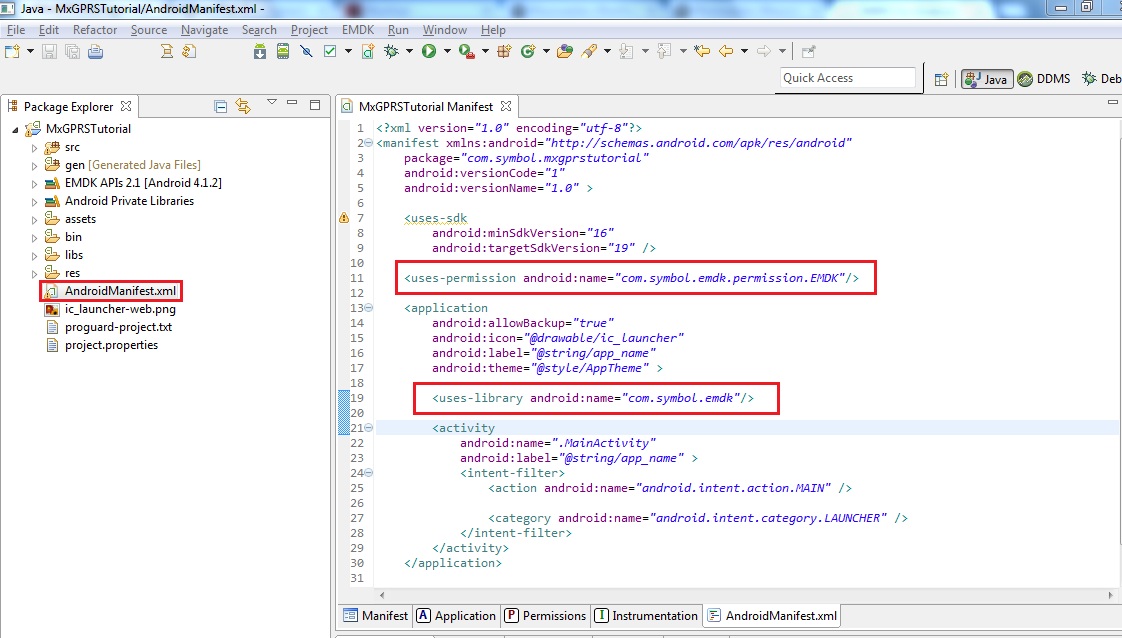 Java - MxGPRSTutorial/AndroidManifest.xml -
File Edit Refactor Source Navigate Search Project EMDK Run Window Help
Quick Access
Java DDMS Deb
Package Explorer
MxGPRSTutorial
src
gen [Generated Java Files]
EMDK APIs 2.1 [Android 4.1.2]
Android Private Libraries
assets
bin
libs
res
AndroidManifest.xml
ic_launcher-web.png
proguard-project.txt
project.properties
MxGPRSTutorial Manifest
1 <?xml version="1.0" encoding="utf-8"?>
2 <manifest xmlns:android="http://schemas.android.com/apk/res/android"
3 package="com.symbol.mxgprstutorial"
4 android:versionCode="1"
5 android:versionName="1.0" >
6
7 <uses-sdk
8 android:minSdkVersion="16"
9 android:targetSdkVersion="19" />
10
11 <uses-permission android:name="com.symbol.emdk.permission.EMDK"/>
12
13 <application
14 android:allowBackup="true"
15 android:icon="@drawable/ic_launcher"
16 android:label="@string/app_name"
17 android:theme="@style/AppTheme" >
18
19 <uses-library android:name="com.symbol.emdk"/>
20
21 <activity
22 android:name=".MainActivity"
23 android:label="@string/app_name" >
24 <intent-filter>
25 <action android:name="android.intent.action.MAIN" />
26
27 <category android:name="android.intent.category.LAUNCHER" />
28 </intent-filter>
29 </activity>
30 </application>
31
Manifest A Application P Permissions I Instrumentation AndroidManifest.xml